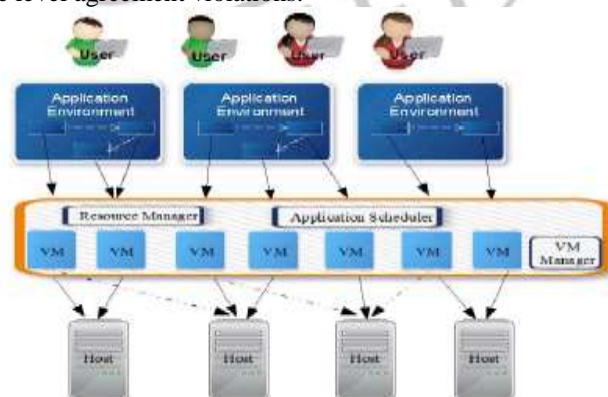 e level agreement violations.
User User User User
Application Environment
Application Environment
Application Environment
Resource Manager Application Scheduler
VM VM VM VM VM VM VM
VM Manager
Host Host Host Host